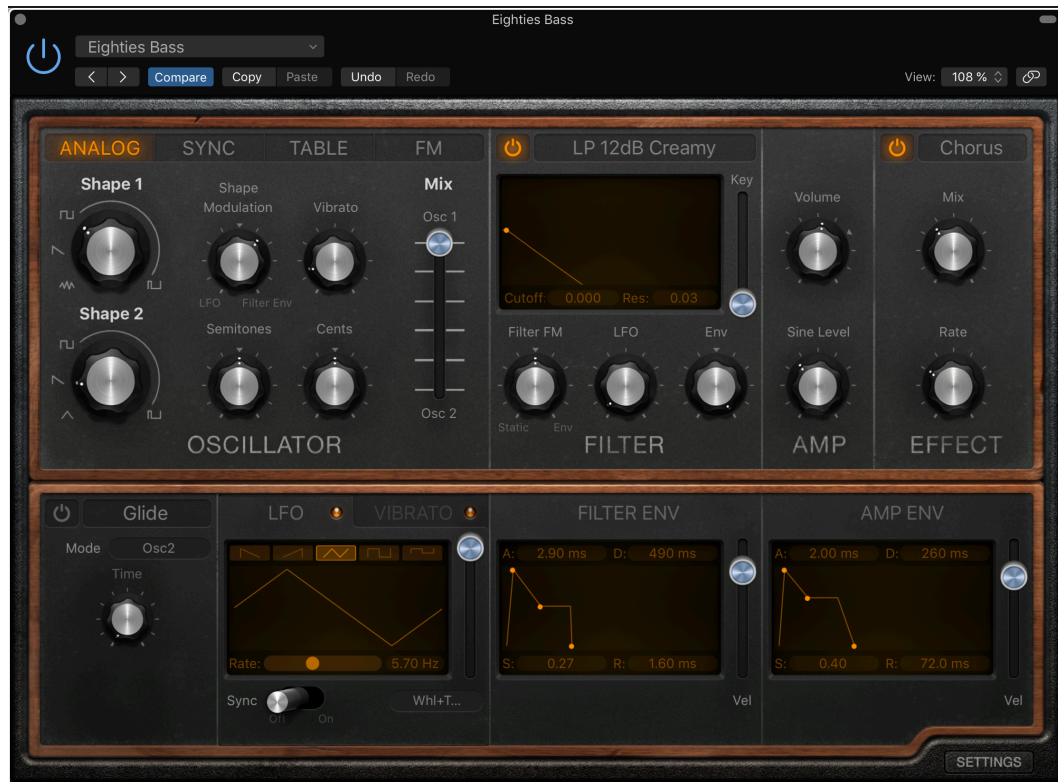 Eighties Bass
Eighties Bass
Compare Copy Paste Undo Redo View: 108 %
ANALOG SYNC TABLE FM LP 12dB Creamy Chorus
Shape 1 Shape Modulation Vibrato Mix Key Volume Mix
Osc 1
LFO Filter Env
Cutoff: 0.000 Res: 0.03
Shape 2 Semitones Cents Filter FM LFO Env Sine Level Rate
Osc 2
Static Env
OSCILLATOR FILTER AMP EFFECT
Glide LFO VIBRATO FILTER ENV AMP ENV
Mode Osc2
A: 2.90 ms D: 490 ms A: 2.00 ms D: 260 ms
Time
Rate: 5.70 Hz S: 0.27 R: 1.60 ms S: 0.40 R: 72.0 ms
Sync Off On Whl+T... Vel Vel
SETTINGS